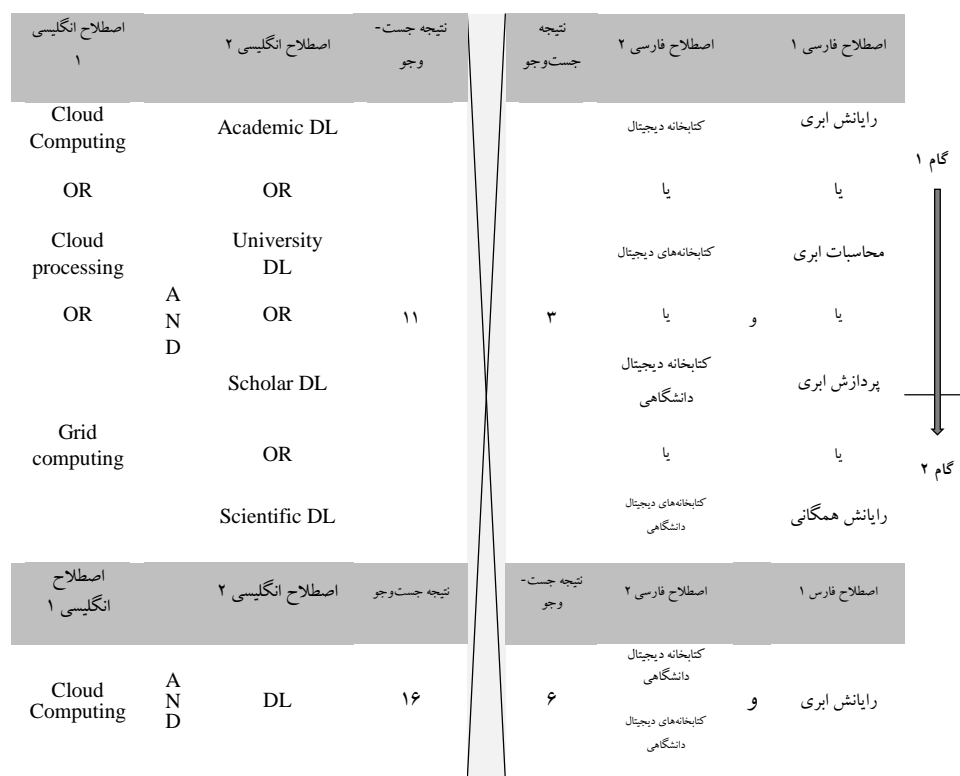 اصطلاح فارسی ۱
اصطلاح فارسی ۲
نتیجه
جست‌وجو
نتیجه جست-
وجو
اصطلاح انگلیسی ۲
اصطلاح انگلیسی
۱
رایانش ابری
کتابخانه دیجیتال
Academic DL
Cloud
Computing
گام ۱
یا
یا
OR
OR
محاسبات ابری
کتابخانه‌های دیجیتال
University
DL
Cloud
processing
یا
و
یا
۳
۱۱
OR
A
N
D
OR
پردازش ابری
کتابخانه دیجیتال
دانشگاهی
Scholar DL
یا
یا
OR
Grid
computing
گام ۲
رایانش همگانی
کتابخانه‌های دیجیتال
دانشگاهی
Scientific DL
اصطلاح فارس ۱
اصطلاح فارسی ۲
نتیجه جست-
وجو
نتیجه جست‌وجو
اصطلاح انگلیسی ۲
اصطلاح
انگلیسی ۱
رایانش ابری
و
کتابخانه دیجیتال
دانشگاهی
کتابخانه‌های دیجیتال
دانشگاهی
۶
۱۶
DL
A
N
D
Cloud
Computing